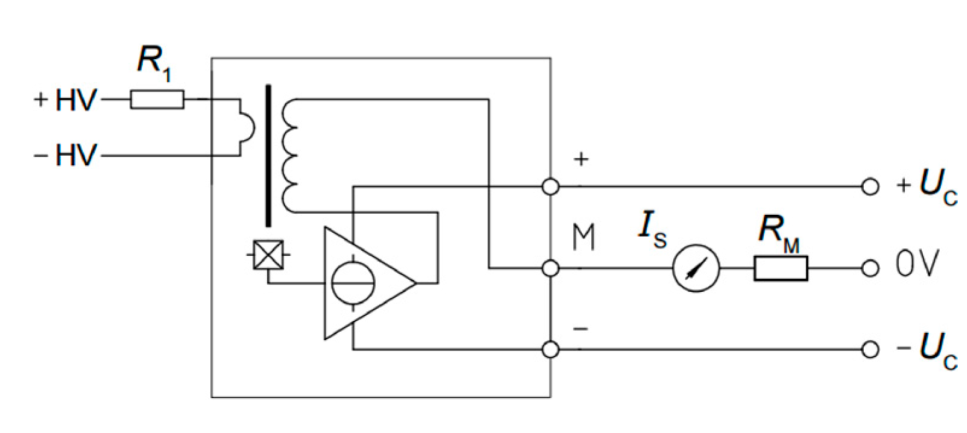 R1
+ HV
- HV
+
+ UC
M
IS
RM
0V
-
- UC